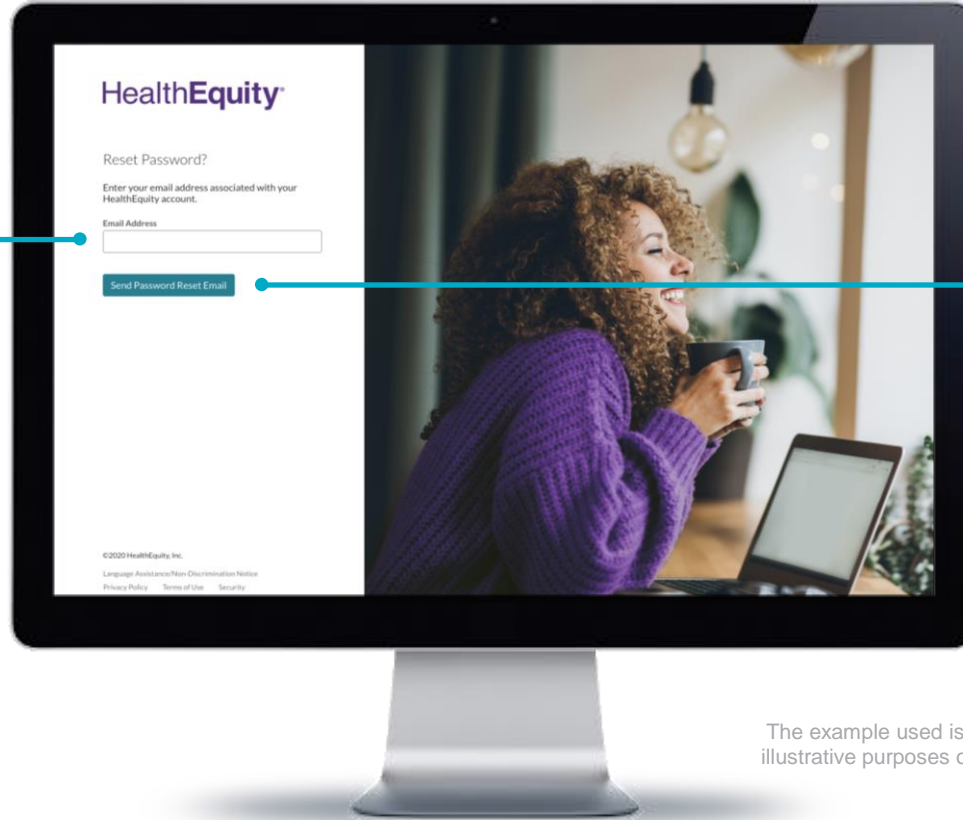 HealthEquity
Reset Password?
Enter your email address associated with your
HealthEquity account.
Email Address
Send Password Reset Email
©2020 HealthEquity, Inc.
Language Assistance/Non-Discrimination Notice
Privacy Policy Terms of Use Security
The example used is
illustrative purposes